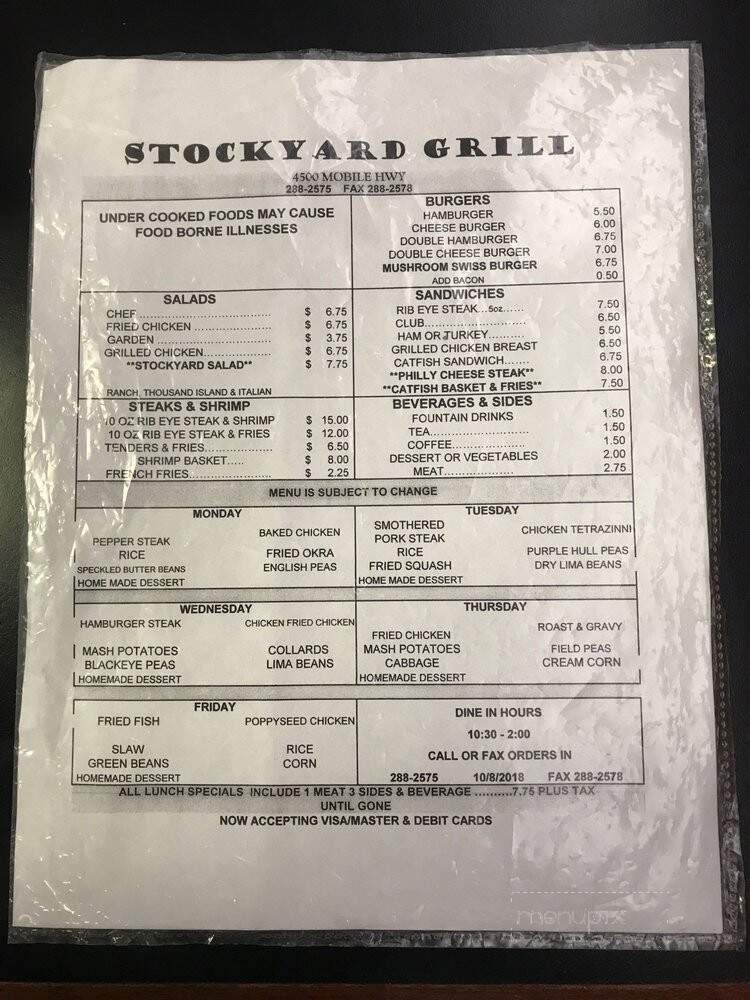 STOCKYARD GRILL
4500 MOBILE HWY
288-2575 FAX 288-2578
UNDER COOKED FOODS MAY CAUSE
FOOD BORNE ILLNESSES
BURGERS
HAMBURGER 5.50
CHEESE BURGER 6.00
DOUBLE HAMBURGER 6.75
DOUBLE CHEESE BURGER 7.00
MUSHROOM SWISS BURGER 6.75
ADD BACON 0.50
SALADS
CHEF $ 6.75
FRIED CHICKEN $ 6.75
GARDEN $ 3.75
GRILLED CHICKEN $ 6.75
**STOCKYARD SALAD** $ 7.75
RANCH, THOUSAND ISLAND & ITALIAN
SANDWICHES
RIB EYE STEAK...5oz...... 7.50
CLUB 6.50
HAM OR TURKEY 5.50
GRILLED CHICKEN BREAST 6.50
CATFISH SANDWICH 6.75
**PHILLY CHEESE STEAK** 8.00
**CATFISH BASKET & FRIES** 7.50
STEAKS & SHRIMP
10 OZ RIB EYE STEAK & SHRIMP $ 15.00
10 OZ RIB EYE STEAK & FRIES $ 12.00
TENDERS & FRIES $ 6.50
SHRIMP BASKET $ 8.00
FRENCH FRIES $ 2.25
BEVERAGES & SIDES
FOUNTAIN DRINKS 1.50
TEA 1.50
COFFEE 1.50
DESSERT OR VEGETABLES 2.00
MEAT 2.75
MENU IS SUBJECT TO CHANGE
MONDAY
PEPPER STEAK BAKED CHICKEN
RICE FRIED OKRA
SPECKLED BUTTER BEANS ENGLISH PEAS
HOME MADE DESSERT
TUESDAY
SMOTHERED
PORK STEAK CHICKEN TETRAZINNI
RICE PURPLE HULL PEAS
FRIED SQUASH DRY LIMA BEANS
HOME MADE DESSERT
WEDNESDAY
HAMBURGER STEAK CHICKEN FRIED CHICKEN
MASH POTATOES COLLARDS
BLACKEYE PEAS LIMA BEANS
HOMEMADE DESSERT
THURSDAY
FRIED CHICKEN ROAST & GRAVY
MASH POTATOES FIELD PEAS
CABBAGE CREAM CORN
HOMEMADE DESSERT
FRIDAY
FRIED FISH POPPYSEED CHICKEN
SLAW RICE
GREEN BEANS CORN
HOMEMADE DESSERT
DINE IN HOURS
10:30 - 2:00
CALL OR FAX ORDERS IN
288-2575 10/8/2018 FAX 288-2578
ALL LUNCH SPECIALS INCLUDE 1 MEAT 3 SIDES & BEVERAGE ..........7.75 PLUS TAX
UNTIL GONE
NOW ACCEPTING VISA/MASTER & DEBIT CARDS
menupix